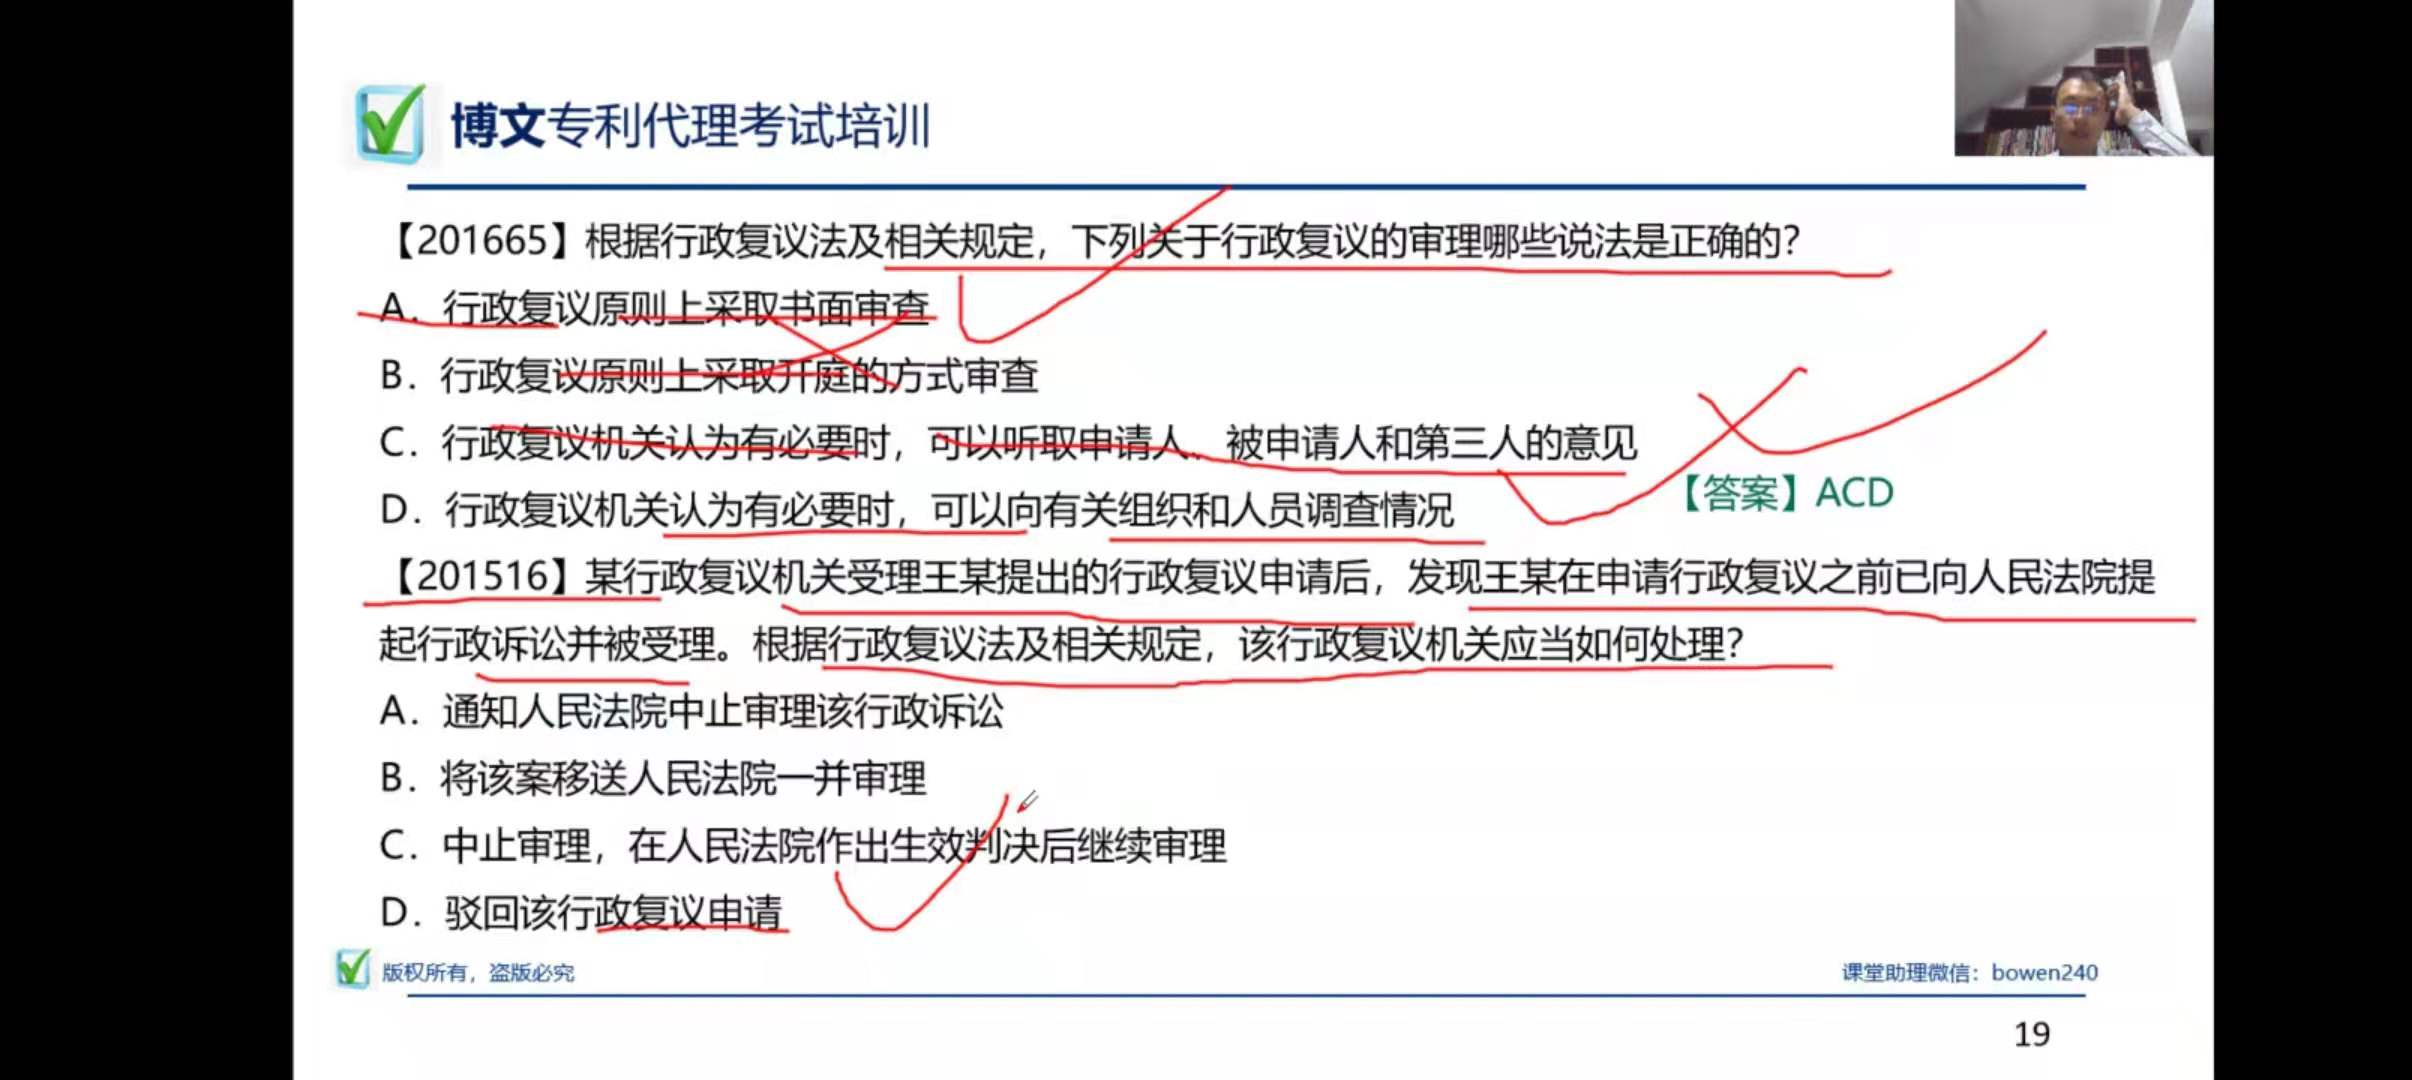 博文专利代理考试培训
【201665】根据行政复议法及相关规定，下列关于行政复议的审理哪些说法是正确的？
A．行政复议原则上采取书面审查
B．行政复议原则上采取开庭的方式审查
C．行政复议机关认为有必要时，可以听取申请人、被申请人和第三人的意见
D．行政复议机关认为有必要时，可以向有关组织和人员调查情况
【答案】ACD
【201516】某行政复议机关受理王某提出的行政复议申请后，发现王某在申请行政复议之前已向人民法院提
起行政诉讼并被受理。根据行政复议法及相关规定，该行政复议机关应当如何处理？
A．通知人民法院中止审理该行政诉讼
B．将该案移送人民法院一并审理
C．中止审理，在人民法院作出生效判决后继续审理
D．驳回该行政复议申请
版权所有，盗版必究
课堂助理微信：bowen240
19